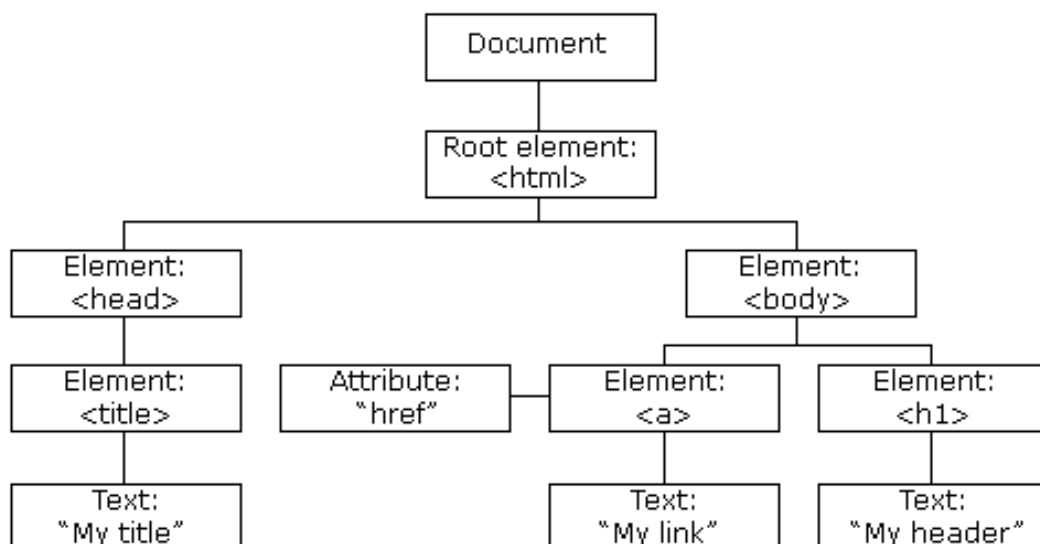 Document
Root element:
<html>
Element:
<head>
Element:
<body>
Element:
<title>
Attribute:
“href”
Element:
<a>
Element:
<h1>
Text:
“My title”
Text:
“My link”
Text:
“My header”